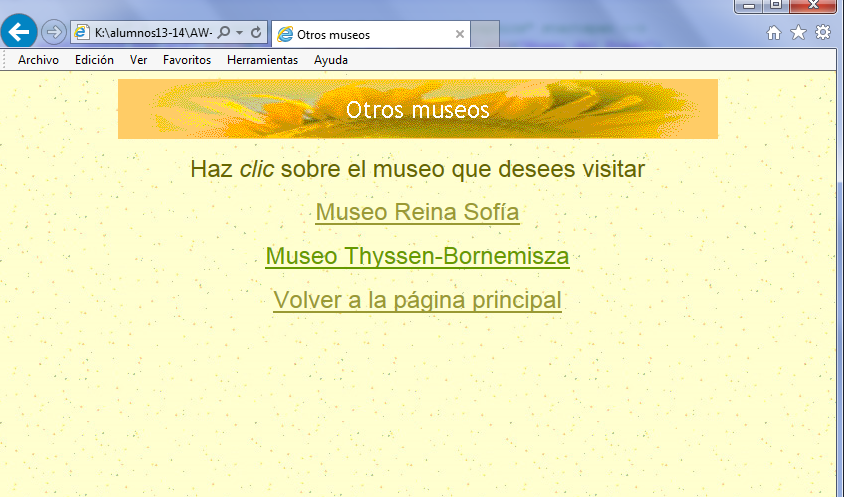 K:\alumnos13-14\AW-
Otros museos
Archivo Edición Ver Favoritos Herramientas Ayuda
Otros museos
Haz clic sobre el museo que desees visitar
Museo Reina Sofía
Museo Thyssen-Bornemisza
Volver a la página principal